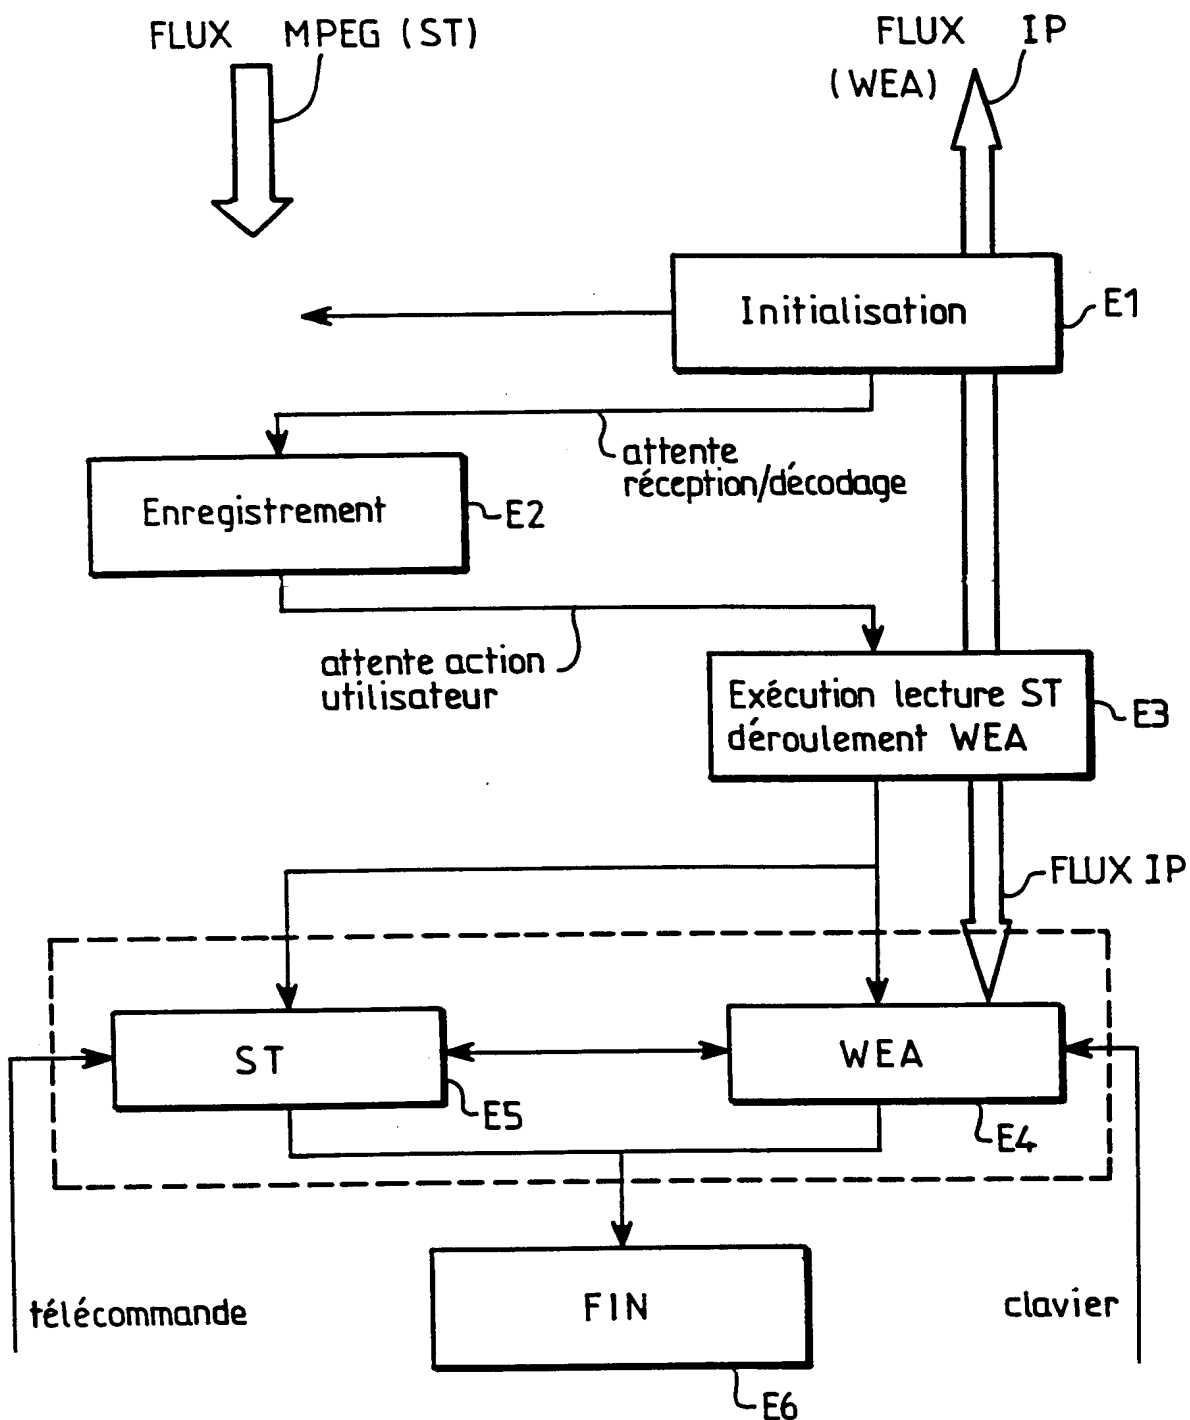 FLUX MPEG (ST)
FLUX IP
(WEA)
Initialisation
E1
attente
réception/décodage
Enregistrement
E2
attente action
utilisateur
Exécution lecture ST
déroulement WEA
E3
FLUX IP
ST
E5
WEA
E4
télécommande
FIN
clavier
E6